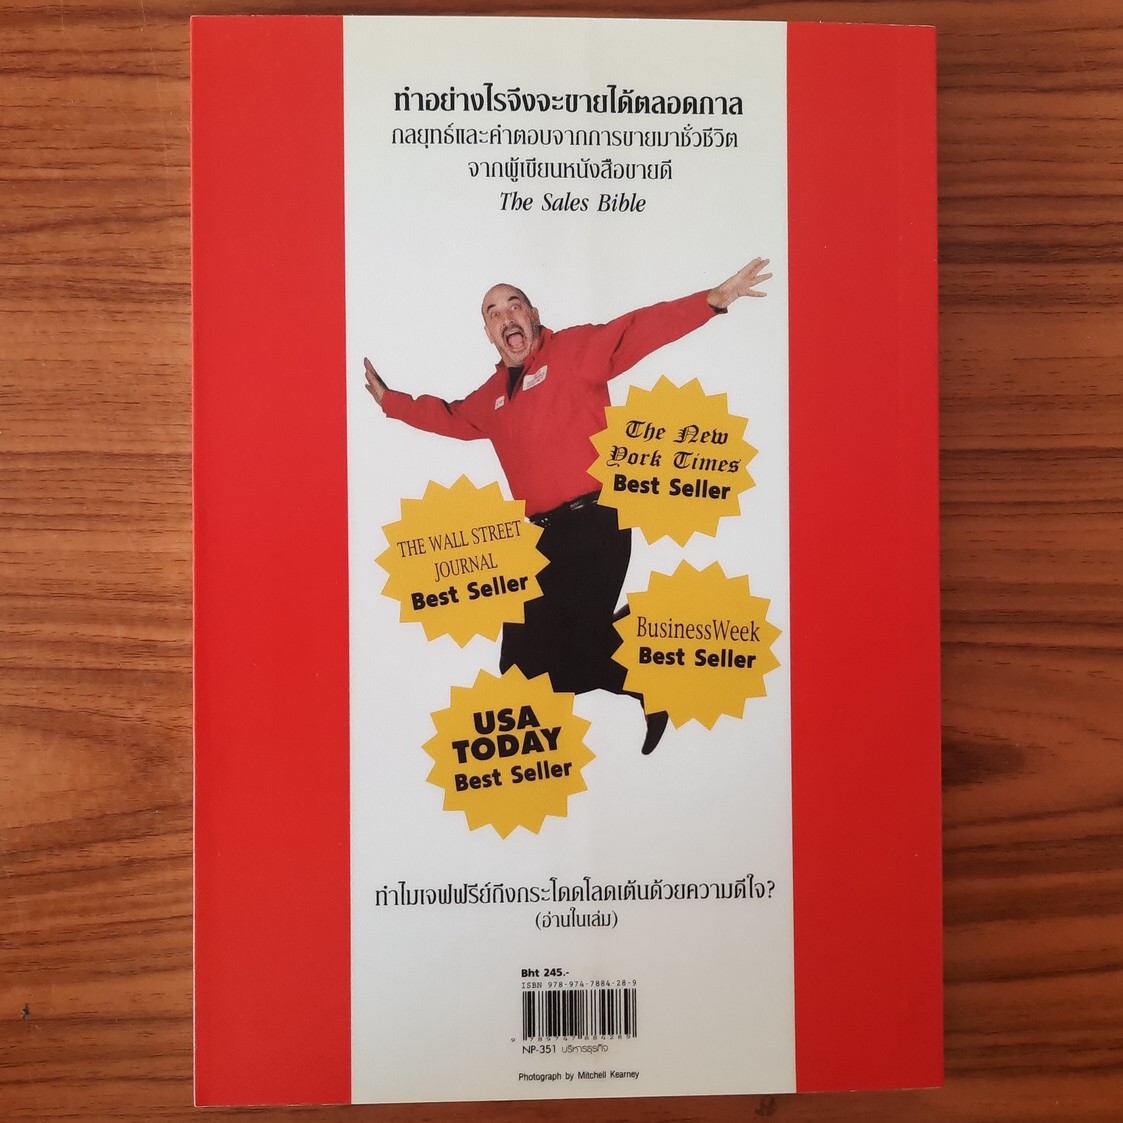 ทำอย่างไรจึงจะขายได้ตลอดกาล
กลยุทธ์และคำตอบจากการขายมาชั่วชีวิต
จากผู้เขียนหนังสือขายดี
The Sales Bible
The New
York Times
Best Seller
THE WALL STREET
JOURNAL
Best Seller
BusinessWeek
Best Seller
USA
TODAY
Best Seller
ทำไมเจฟฟรีย์ถึงกระโดดโลดเต้นด้วยความดีใจ?
(อ่านในเล่ม)
Bht 245.-
ISBN 978-974-7884-28-9
9 789747 884289
NP-351 บริหารธุรกิจ
Photograph by Mitchell Kearney